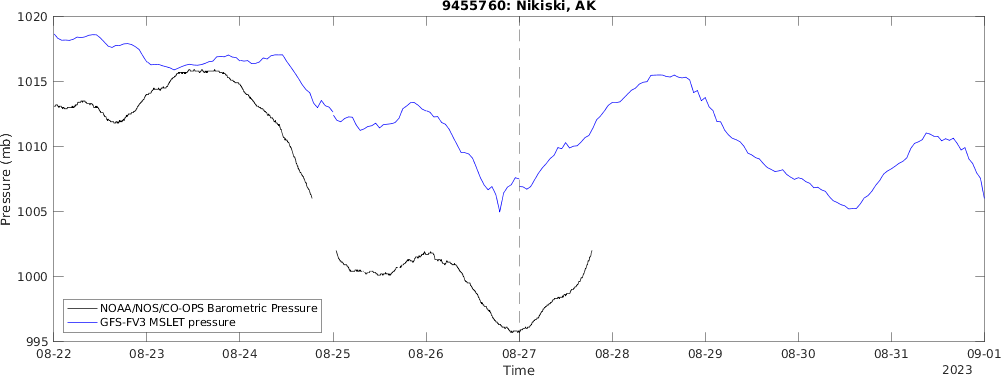 9455760: Nikiski, AK
1020
1015
1010
1005
1000
995
Pressure (mb)
NOAA/NOS/CO-OPS Barometric Pressure
GFS-FV3 MSLET pressure
08-22 08-23 08-24 08-25 08-26 08-27 08-28 08-29 08-30 08-31 09-01
Time
2023